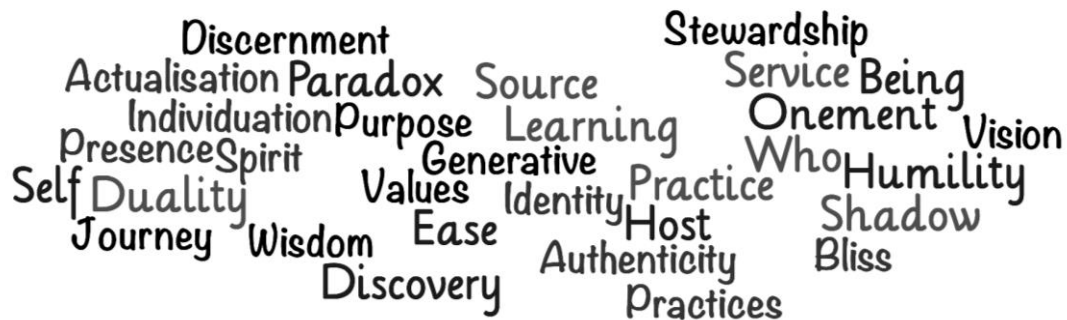 Discernment
Stewardship
Actualisation Paradox Source Service Being
Individuation Purpose Learning Onement Vision
Presence Spirit Generative Who Humility
Self Duality Values Identity Practice Shadow
Journey Wisdom Ease Host
Authenticity Bliss
Discovery Practices